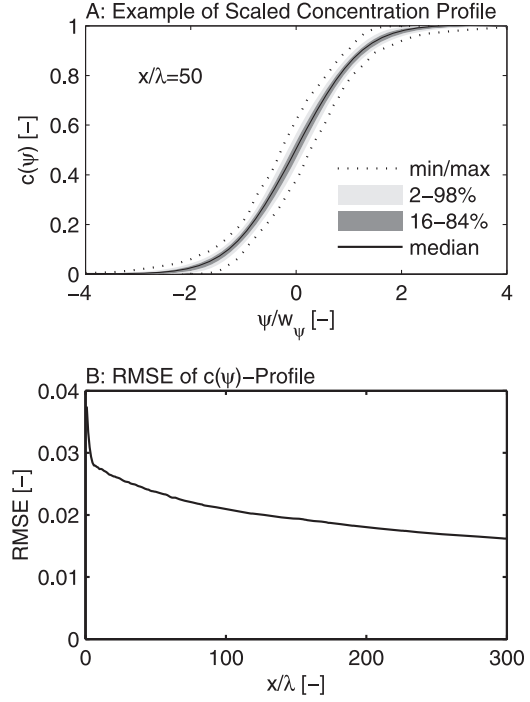 A: Example of Scaled Concentration Profile
1
0.8
0.6
0.4
0.2
0
c(ψ) [−]
x/λ=50
min/max
2−98%
16−84%
median
−4
−2
0
2
4
ψ/wψ [−]
B: RMSE of c(ψ)−Profile
0.04
0.03
0.02
0.01
0
RMSE [−]
0
100
200
300
x/λ [−]